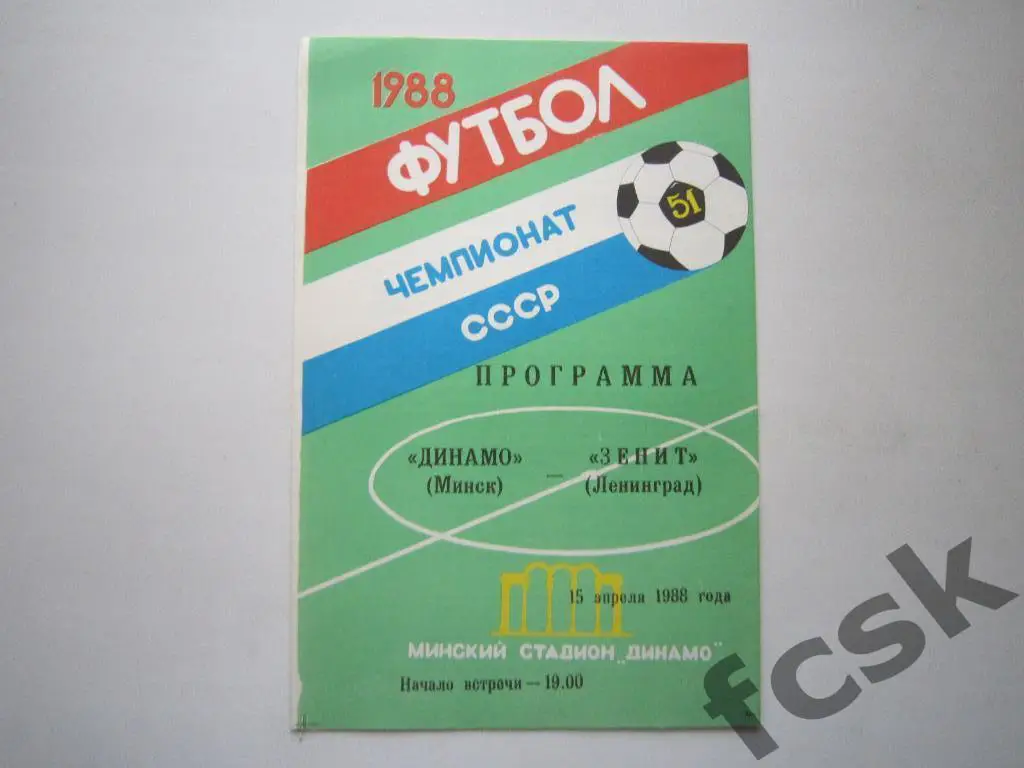 1988
ФУТБОЛ
51
ЧЕМПИОНАТ
СССР
ПРОГРАММА
«ДИНАМО» — «ЗЕНИТ»
(Минск) (Ленинград)
15 апреля 1988 года
МИНСКИЙ СТАДИОН „ДИНАМО"
Начало встречи — 19.00
fcsk